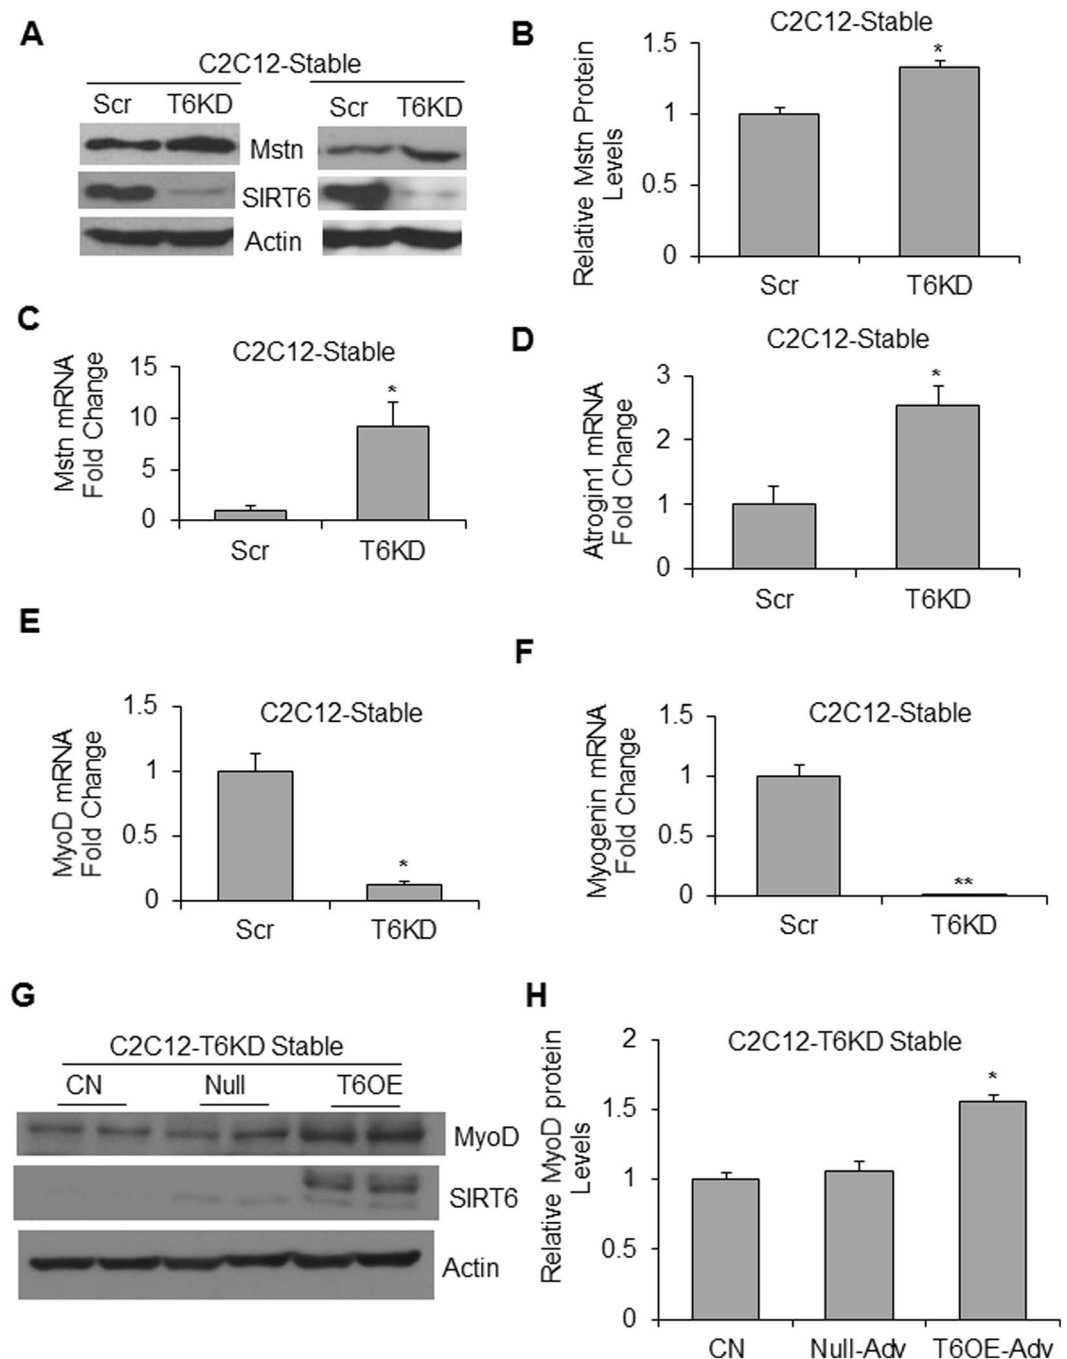 A
C2C12-Stable
Scr T6KD Scr T6KD
Mstn
SIRT6
Actin
B
C2C12-Stable
Relative Mstn Protein
Levels
1.5
*
1
0.5
0
Scr T6KD
C
C2C12-Stable
Mstn mRNA
Fold Change
15
*
10
5
0
Scr T6KD
D
C2C12-Stable
Atrogin1 mRNA
Fold Change
3
*
2
1
0
Scr T6KD
E
C2C12-Stable
MyoD mRNA
Fold Change
1.5
1
0.5
*
0
Scr T6KD
F
C2C12-Stable
Myogenin mRNA
Fold Change
1.5
1
0.5
**
0
Scr T6KD
G
C2C12-T6KD Stable
CN Null T6OE
MyoD
SIRT6
Actin
H
C2C12-T6KD Stable
Relative MyoD protein
Levels
2
*
1.5
1
0.5
0
CN Null-Adv T6OE-Adv